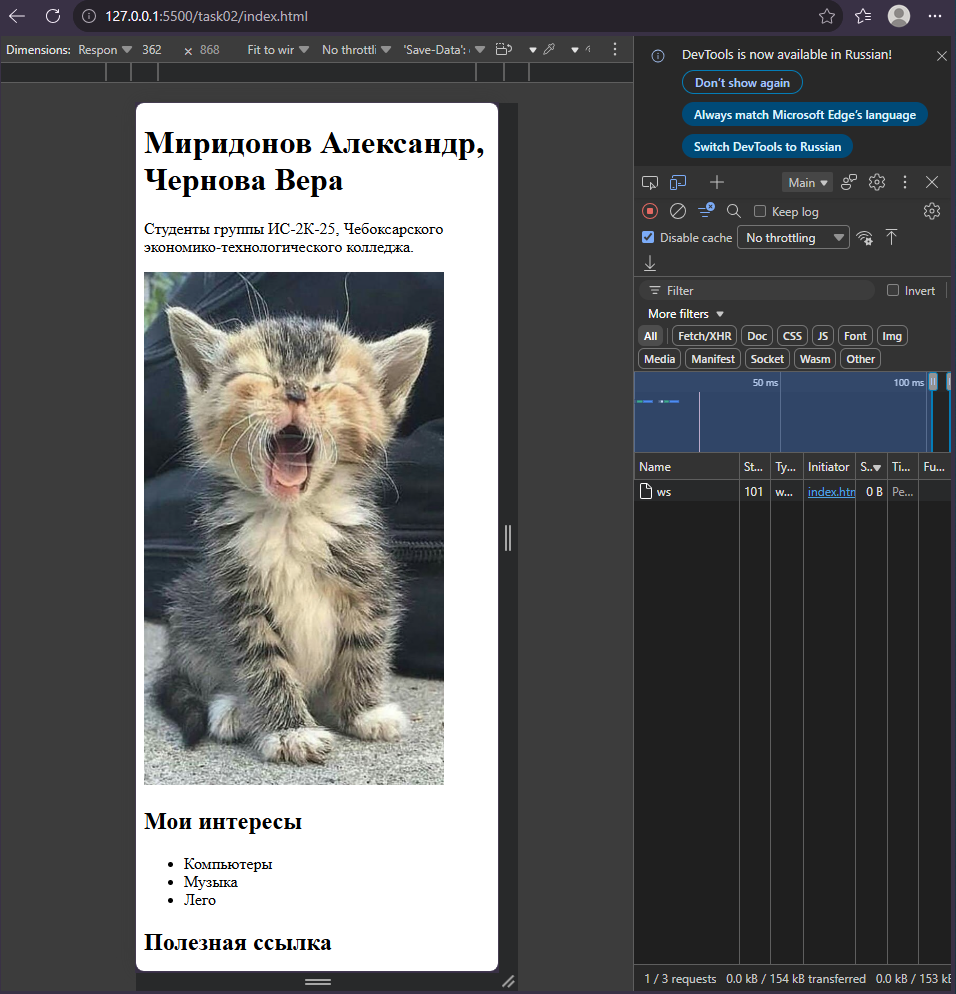 127.0.0.1:5500/task02/index.html
Dimensions: Respon 362 × 868 Fit to wir No throttli 'Save-Data':
DevTools is now available in Russian!
Don't show again
Always match Microsoft Edge's language
Switch DevTools to Russian
Main
Keep log
Disable cache No throttling
Filter Invert
More filters
All Fetch/XHR Doc CSS JS Font Img
Media Manifest Socket Wasm Other
50 ms 100 ms
Name St... Ty... Initiator S.. Ti... Fu...
ws 101 w... index.htn 0 B Pe...
1 / 3 requests 0.0 kB / 154 kB transferred 0.0 kB / 153 kB
Миридонов Александр,
Чернова Вера
Студенты группы ИС-2К-25, Чебоксарского
экономико-технологического колледжа.
Мои интересы
Компьютеры
Музыка
Лего
Полезная ссылка